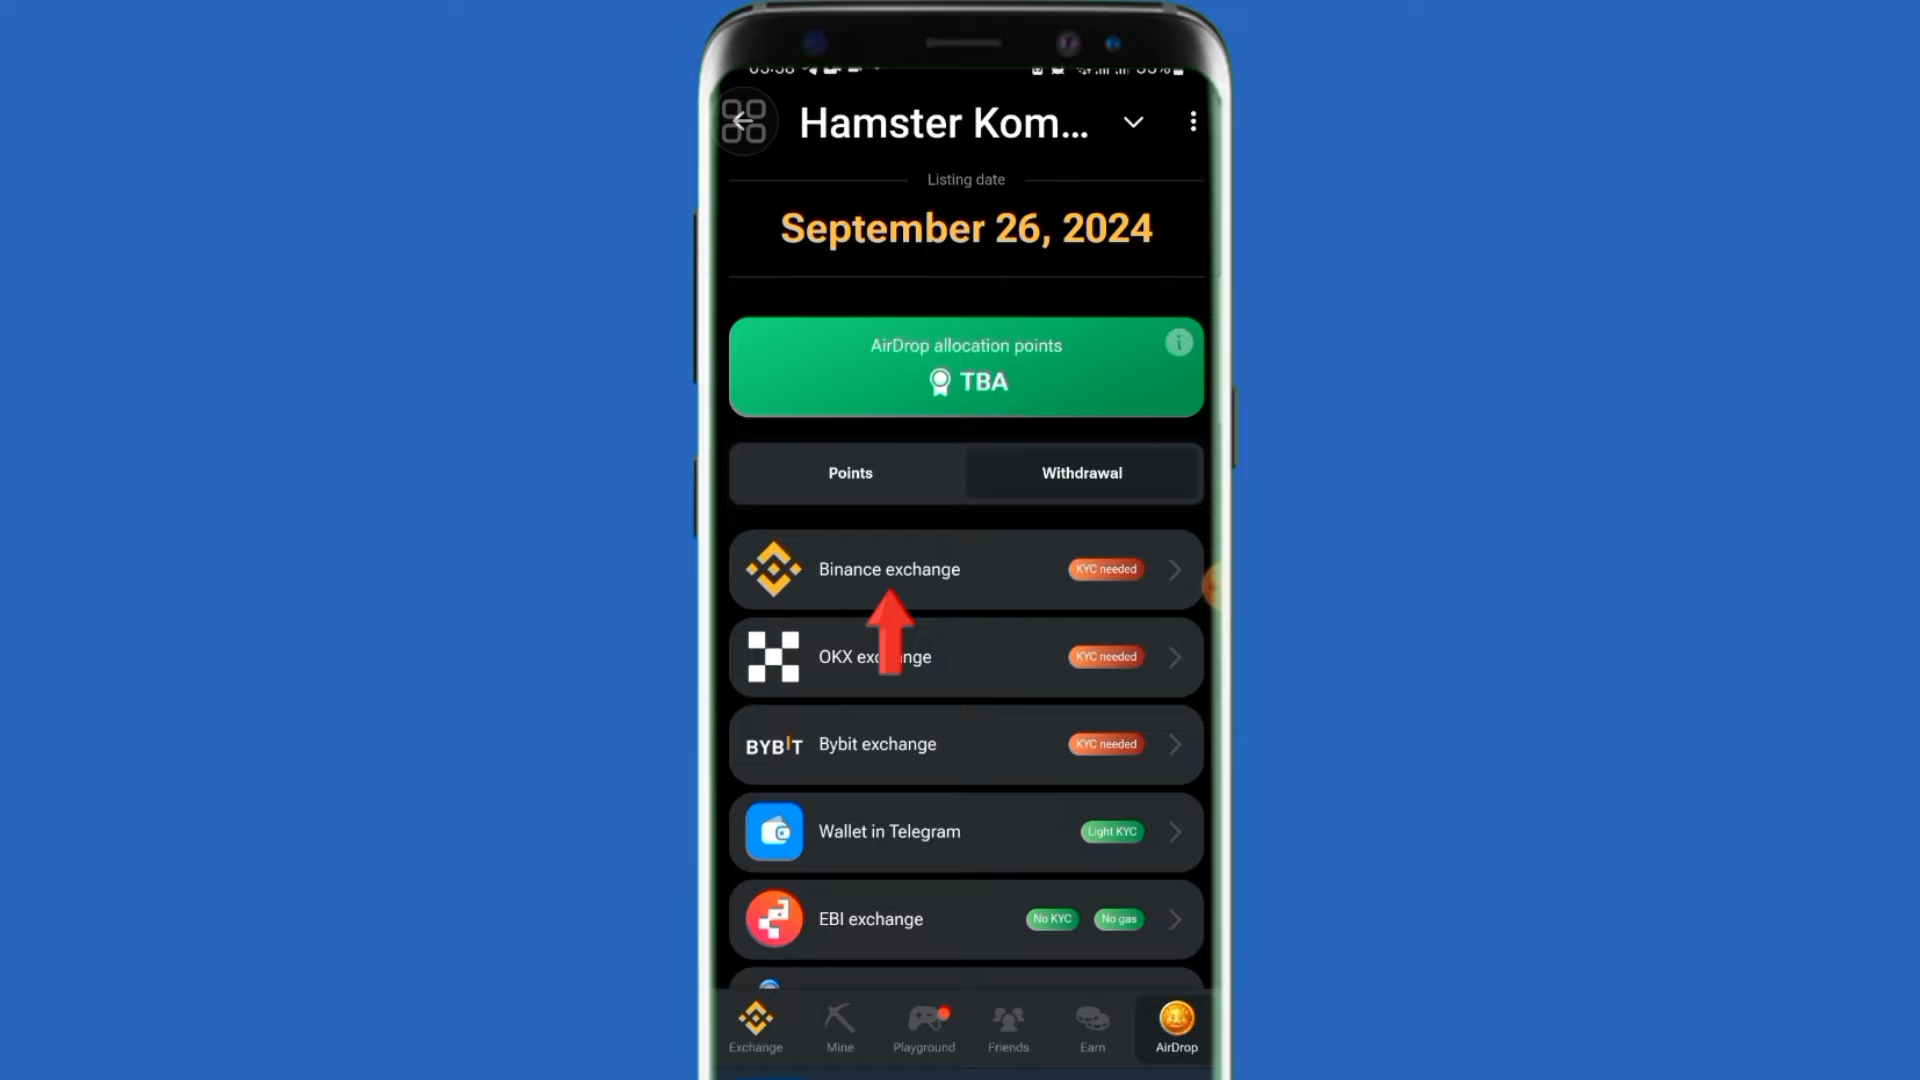 Hamster Kom...
Listing date
September 26, 2024
AirDrop allocation points
TBA
Points Withdrawal
Binance exchange KYC needed
OKX exchange KYC needed
BYBIT Bybit exchange KYC needed
Wallet in Telegram Light KYC
EBI exchange No KYC No gas
Exchange Mine Playground Friends Earn AirDrop